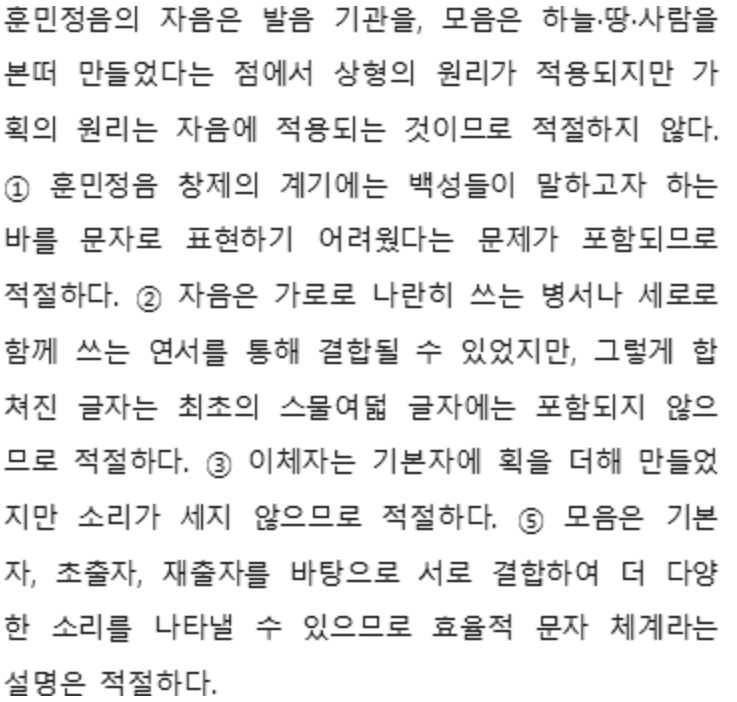 훈민정음의 자음은 발음 기관을, 모음은 하늘·땅·사람을
본떠 만들었다는 점에서 상형의 원리가 적용되지만 가
획의 원리는 자음에 적용되는 것이므로 적절하지 않다.
① 훈민정음 창제의 계기에는 백성들이 말하고자 하는
바를 문자로 표현하기 어려웠다는 문제가 포함되므로
적절하다. ② 자음은 가로로 나란히 쓰는 병서나 세로로
함께 쓰는 연서를 통해 결합될 수 있었지만, 그렇게 합
쳐진 글자는 최초의 스물여덟 글자에는 포함되지 않으
므로 적절하다. ③ 이체자는 기본자에 획을 더해 만들었
지만 소리가 세지 않으므로 적절하다. ⑤ 모음은 기본
자, 초출자, 재출자를 바탕으로 서로 결합하여 더 다양
한 소리를 나타낼 수 있으므로 효율적 문자 체계라는
설명은 적절하다.